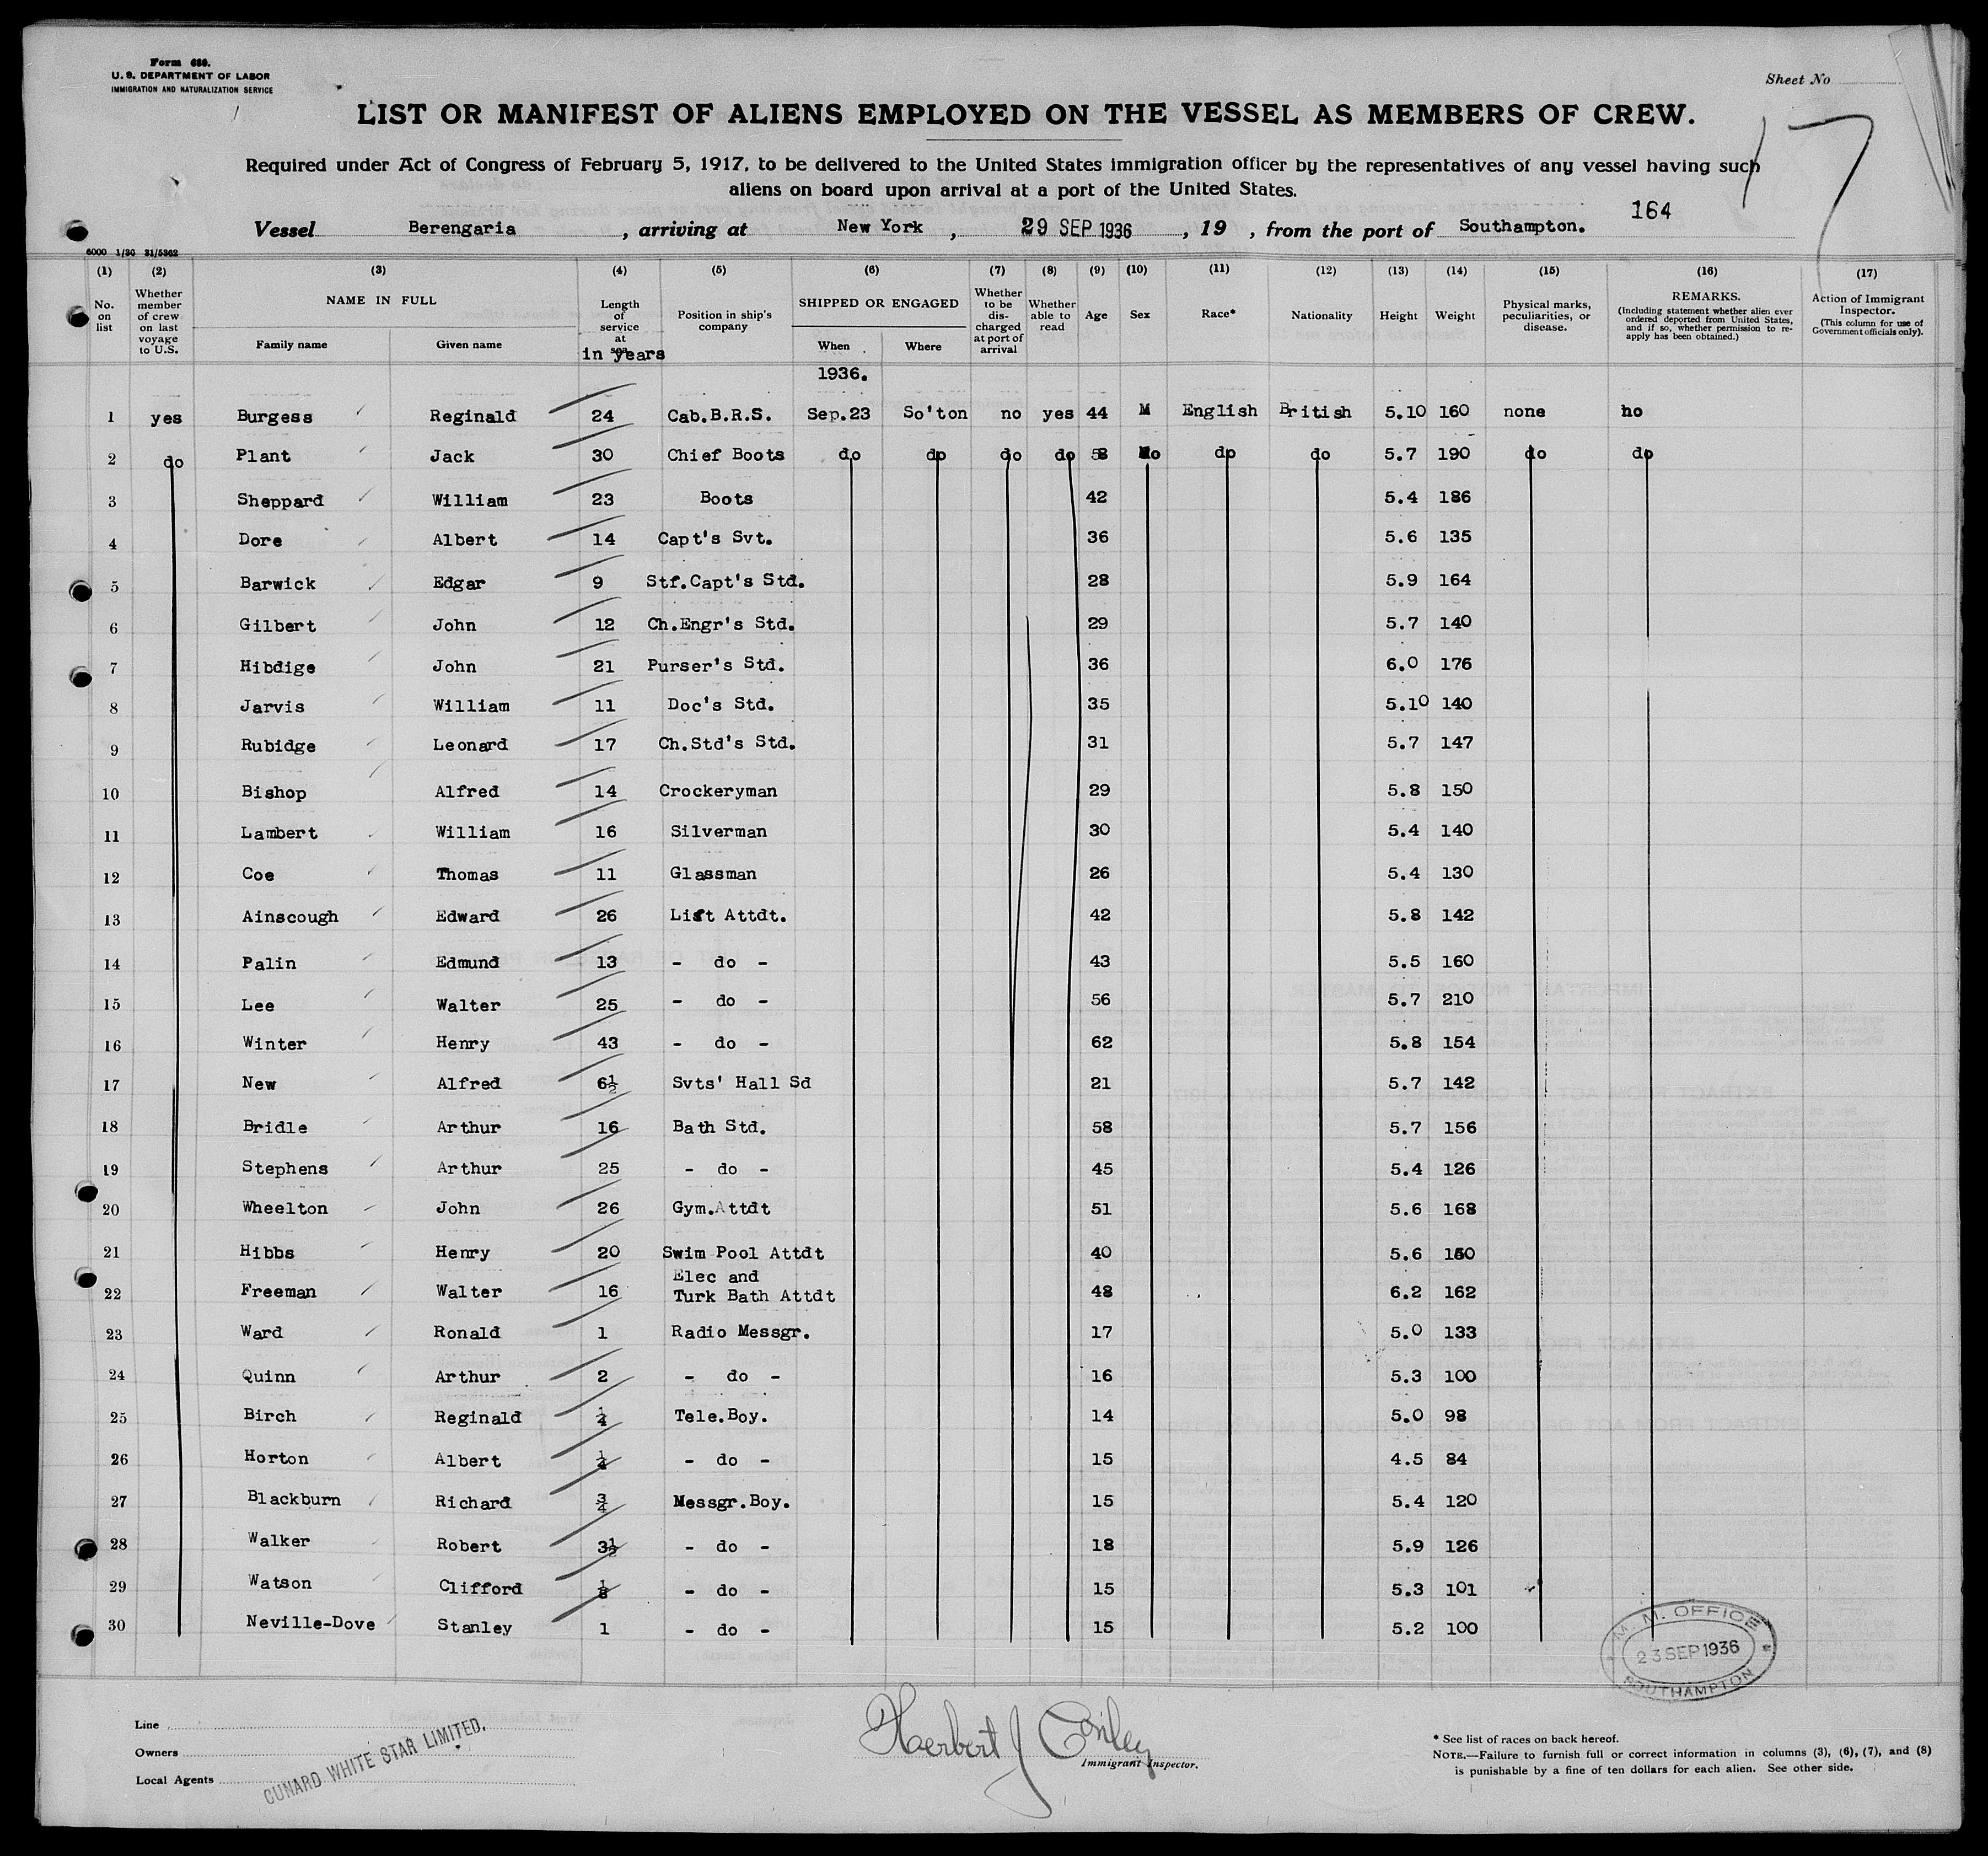 Form 680.
U. S. DEPARTMENT OF LABOR
IMMIGRATION AND NATURALIZATION SERVICE
Sheet No
LIST OR MANIFEST OF ALIENS EMPLOYED ON THE VESSEL AS MEMBERS OF CREW.
17
Required under Act of Congress of February 5, 1917, to be delivered to the United States immigration officer by the representatives of any vessel having such
aliens on board upon arrival at a port of the United States.
164
Vessel Berengaria, arriving at New York, 29 SEP 1936, 19 , from the port of Southampton.
6000 1/30 31/5362
(1) (2) (3) (4) (5) (6) (7) (8) (9) (10) (11) (12) (13) (14) (15) (16) (17)
No. on list
Whether member of crew on last voyage to U.S.
NAME IN FULL
Family name Given name
Length of service at sea
in years
Position in ship's company
SHIPPED OR ENGAGED
When Where
Whether to be discharged at port of arrival
Whether able to read
Age Sex Race* Nationality Height Weight
Physical marks, peculiarities, or disease.
REMARKS.
(Including statement whether alien ever ordered deported from United States, and if so, whether permission to re-apply has been obtained.)
Action of Immigrant Inspector.
(This column for use of Government officials only).
1936.
1 yes Burgess Reginald 24 Cab.B.R.S. Sep.23 So'ton no yes 44 M English British 5.10 160 none no
2 do Plant Jack 30 Chief Boots do do do do 58 do do do 5.7 190 do do
3 Sheppard William 23 Boots 42 5.4 186
4 Dore Albert 14 Capt's Svt. 36 5.6 135
5 Barwick Edgar 9 Stf.Capt's Std. 28 5.9 164
6 Gilbert John 12 Ch.Engr's Std. 29 5.7 140
7 Hibdige John 21 Purser's Std. 36 6.0 176
8 Jarvis William 11 Doc's Std. 35 5.10 140
9 Rubidge Leonard 17 Ch.Std's Std. 31 5.7 147
10 Bishop Alfred 14 Crockeryman 29 5.8 150
11 Lambert William 16 Silverman 30 5.4 140
12 Coe Thomas 11 Glassman 26 5.4 130
13 Ainscough Edward 26 Lift Attdt. 42 5.8 142
14 Palin Edmund 13 - do - 43 5.5 160
15 Lee Walter 25 - do - 56 5.7 210
16 Winter Henry 43 - do - 62 5.8 154
17 New Alfred 6½ Svts' Hall Sd 21 5.7 142
18 Bridle Arthur 16 Bath Std. 58 5.7 156
19 Stephens Arthur 25 - do - 45 5.4 126
20 Wheelton John 26 Gym.Attdt 51 5.6 168
21 Hibbs Henry 20 Swim Pool Attdt 40 5.6
22 Freeman Walter 16 Elec and Turk Bath Attdt 48 6.2 162
23 Ward Ronald 1 Radio Messgr. 17 5.0 133
24 Quinn Arthur 2 - do - 16 5.3 100
25 Birch Reginald ¼ Tele.Boy. 14 5.0 98
26 Horton Albert ¼ - do - 15 4.5 84
27 Blackburn Richard ¾ Messgr.Boy. 15 5.4 120
28 Walker Robert 3½ - do - 18 5.9 126
29 Watson Clifford ⅛ - do - 15 5.3 101
30 Neville-Dove Stanley 1 - do - 15 5.2 100
M. M. OFFICE
23 SEP 1936
SOUTHAMPTON
Line
Owners
Local Agents
CUNARD WHITE STAR LIMITED.
Herbert J Conley
Immigrant Inspector.
* See list of races on back hereof.
NOTE.—Failure to furnish full or correct information in columns (3), (6), (7), and (8)
is punishable by a fine of ten dollars for each alien. See other side.